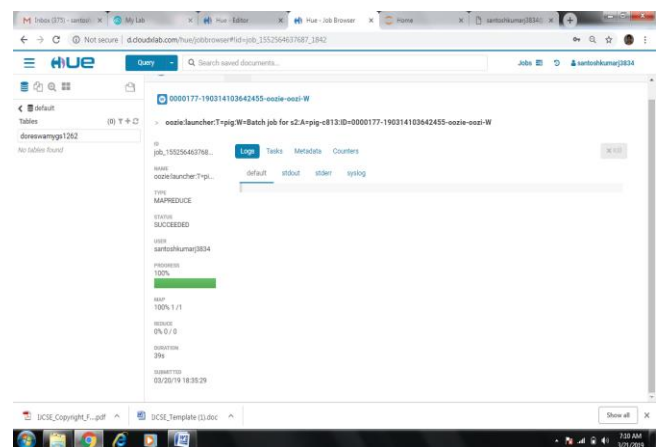 Inbox (375) - santosl
My Lab
Hue - Editor
Hue - Job Browser
Home
santoshkumarj3834()
Not secure | d.cloudxlab.com/hue/jobbrowser#!id=job_1552564637687_1842
HUE
Query
Search saved documents...
Jobs
santoshkumarj3834
default
Tables (0)
doreswamygs1262
No tables found
0000177-190314103642455-oozie-oozi-W
oozie:launcher:T=pig:W=Batch job for s2:A=pig-c813:ID=0000177-190314103642455-oozie-oozi-W
ID
job_155256463768...
Logs Tasks Metadata Counters
Kill
NAME
oozie:launcher:T=pi...
default stdout stderr syslog
TYPE
MAPREDUCE
STATUS
SUCCEEDED
USER
santoshkumarj3834
PROGRESS
100%
MAP
100% 1 /1
REDUCE
0% 0 / 0
DURATION
39s
SUBMITTED
03/20/19 18:35:29
IJCSE_Copyright_F....pdf
IJCSE_Template (1).doc
Show all
7:10 AM
3/21/2019